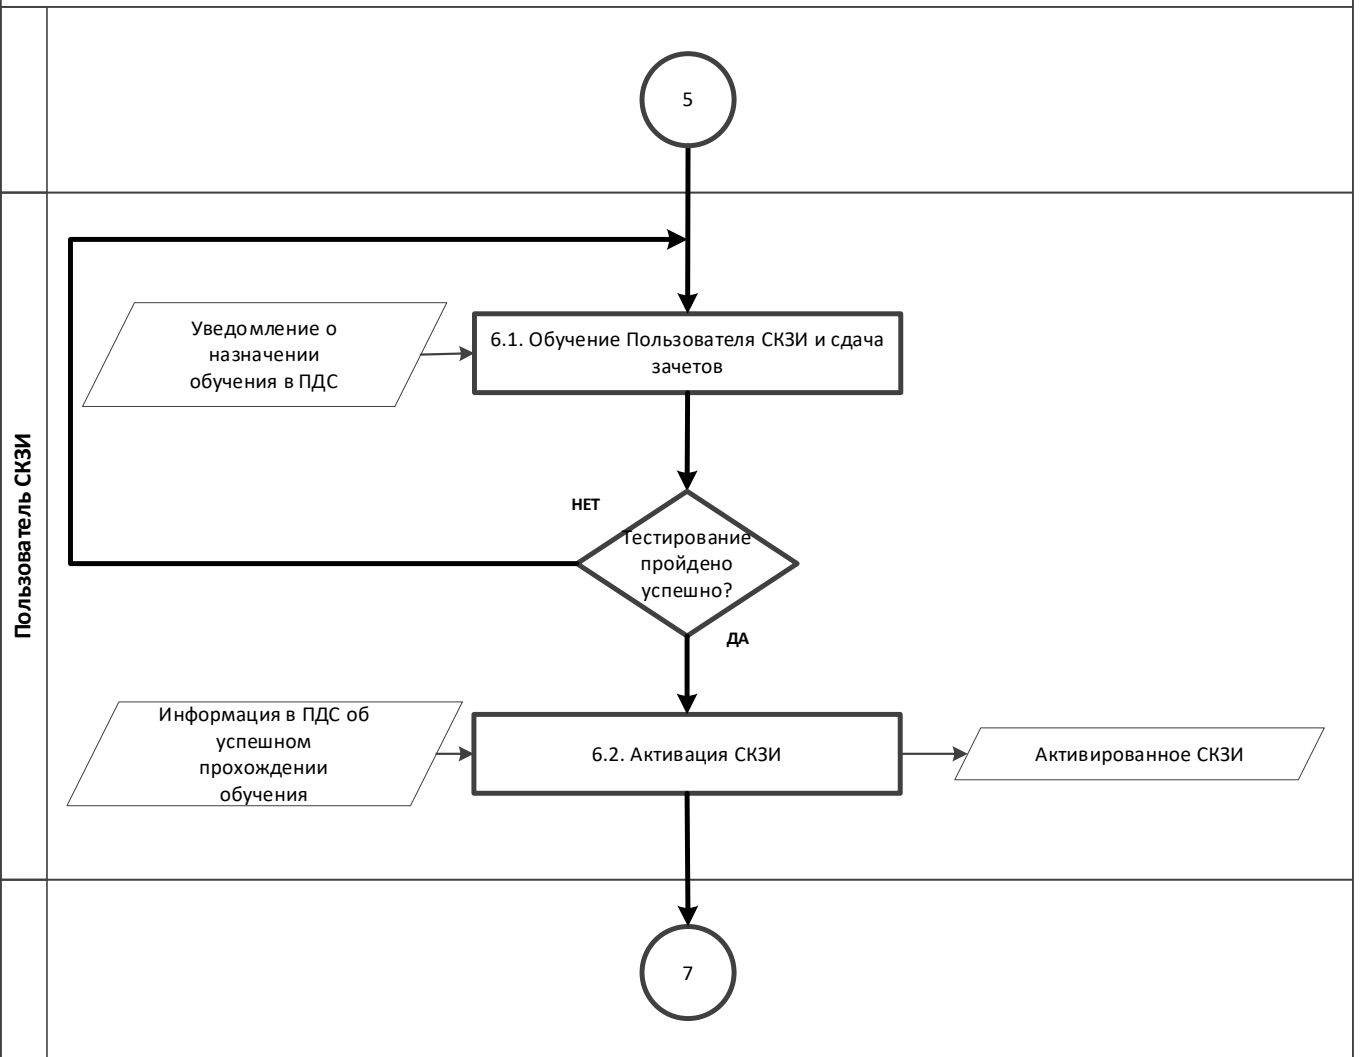 5
Пользователь СКЗИ
Уведомление о
назначении
обучения в ПДС
6.1. Обучение Пользователя СКЗИ и сдача
зачетов
НЕТ
Тестирование
пройдено
успешно?
ДА
Информация в ПДС об
успешном
прохождении
обучения
6.2. Активация СКЗИ
Активированное СКЗИ
7